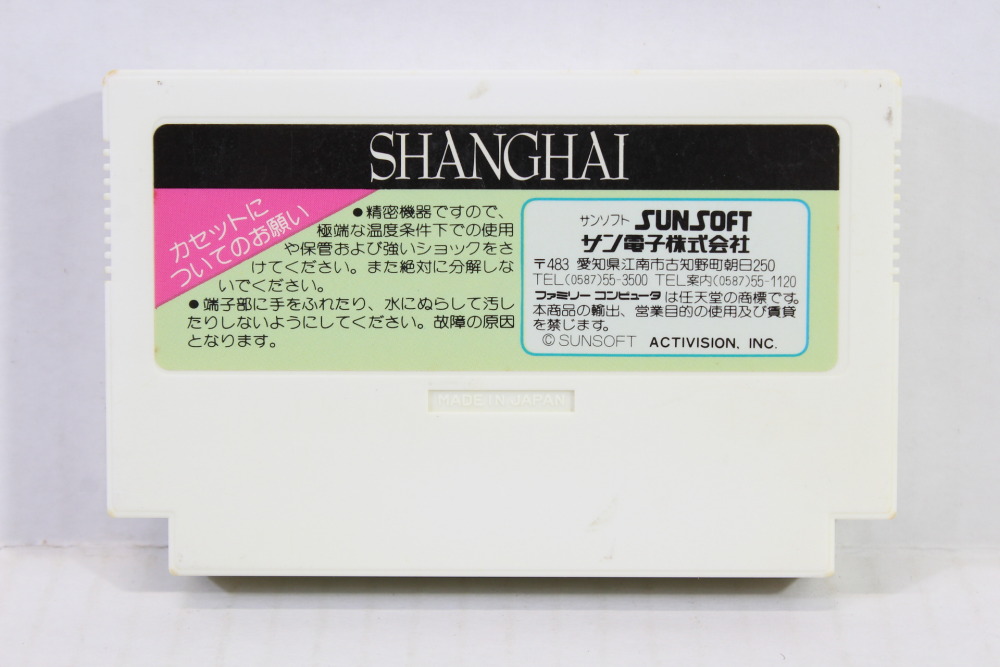 SHANGHAI
カセットに
ついてのお願い
●精密機器ですので、
極端な温度条件下での使用
や保管および強いショックをさ
けてください。また絶対に分解しな
いでください。
●端子部に手をふれたり、水にぬらして汚し
たりしないようにしてください。故障の原因
となります。
サンソフト SUNSOFT
サン電子株式会社
〒483 愛知県江南市古知野町朝日250
TEL(0587)55-3500 TEL案内(0587)55-1120
ファミリーコンピュータは任天堂の商標です。
本商品の輸出、営業目的の使用及び賃貸
を禁じます。
©SUNSOFT ACTIVISION, INC.
MADE IN JAPAN